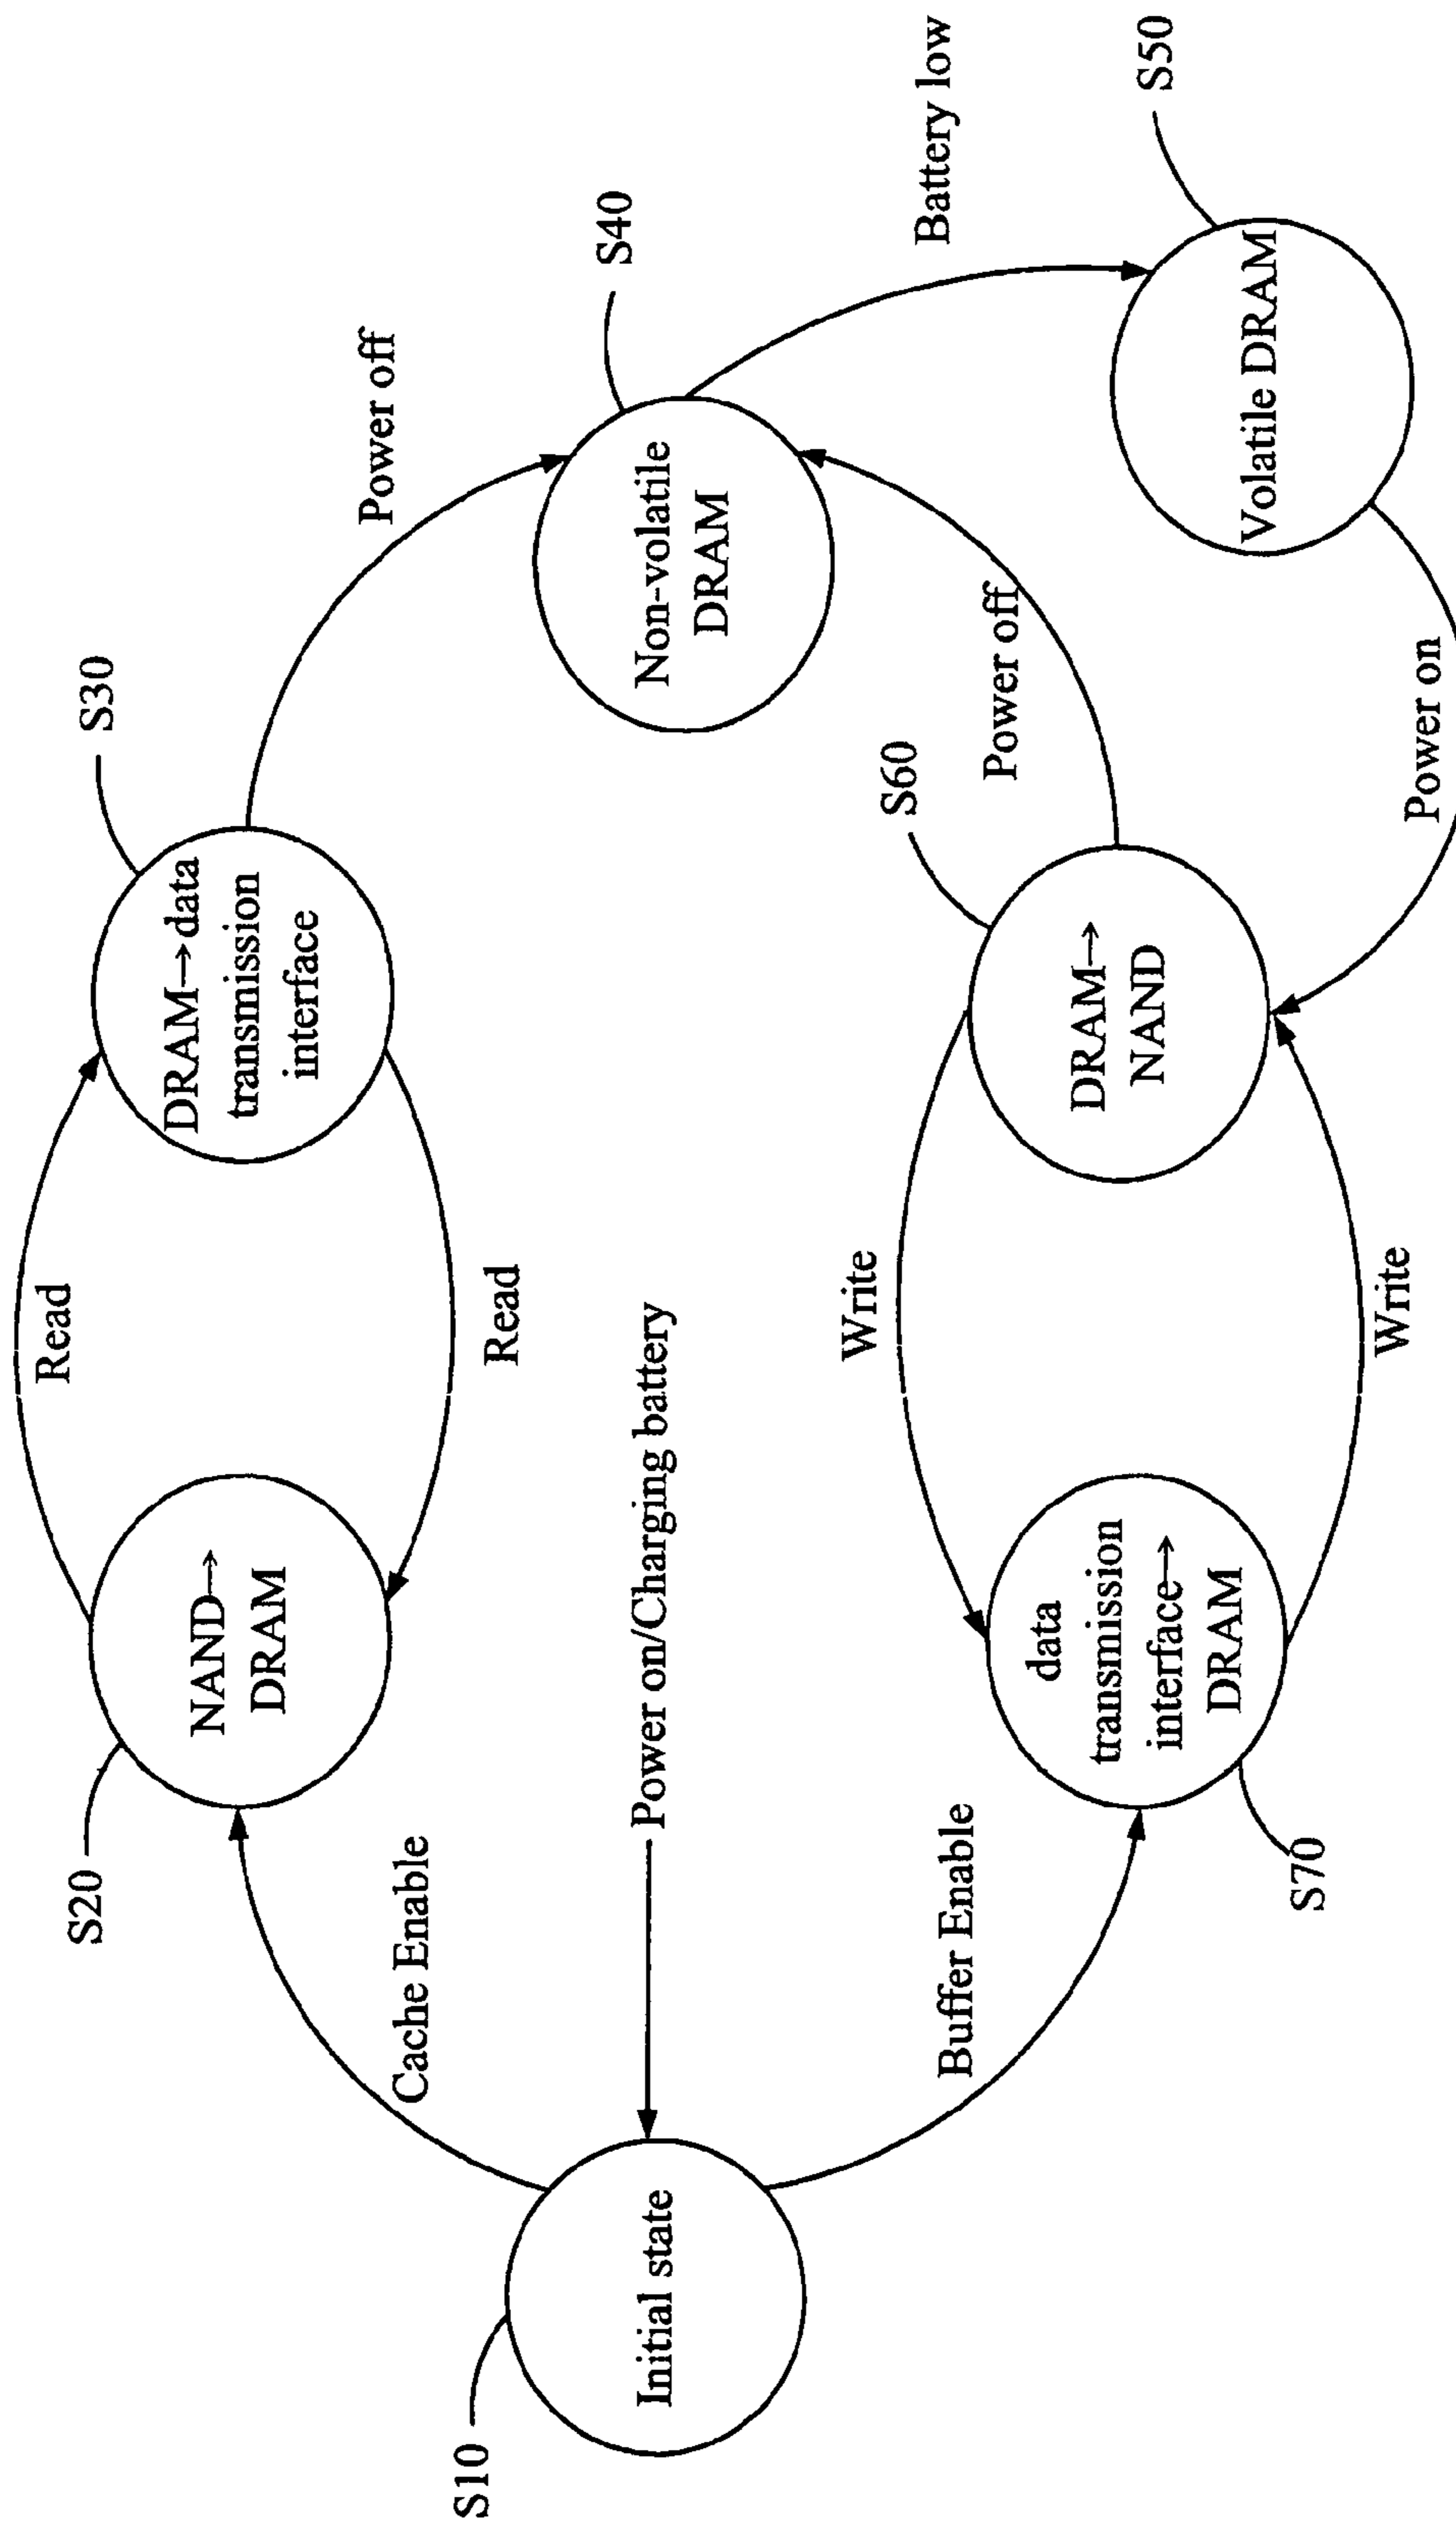 S10
Initial state
Cache Enable
Power on/Charging battery
Buffer Enable
S20
NAND→
DRAM
Read
Read
S30
DRAM→data
transmission
interface
Power off
S40
Non-volatile
DRAM
Battery low
S50
Volatile DRAM
Power on
Power off
S60
DRAM→
NAND
Write
Write
data
transmission
interface→
DRAM
S70